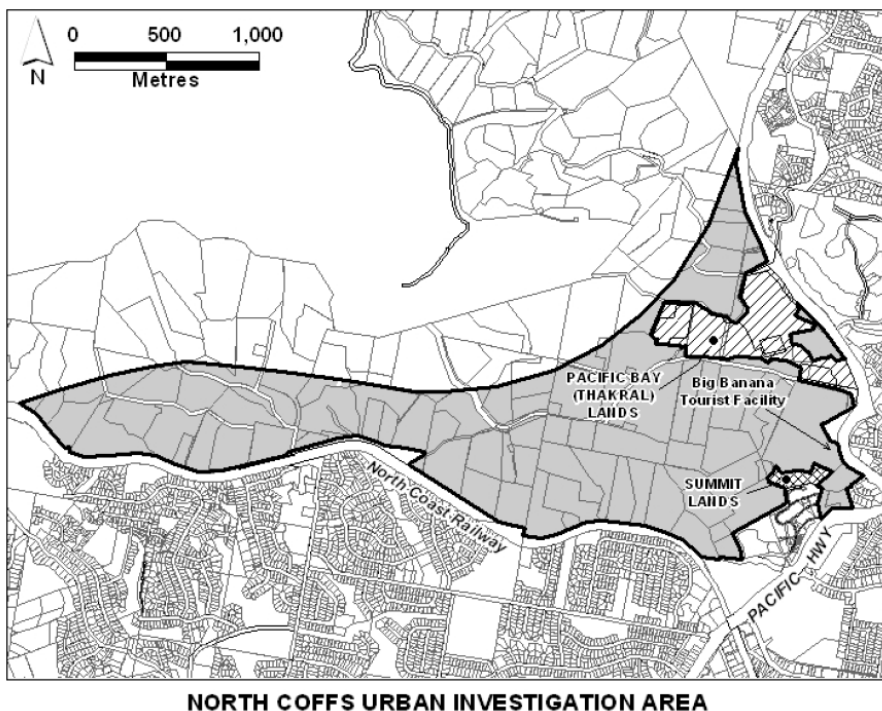 0 500 1,000
Metres
N
PACIFIC BAY
(THAKRAL)
LANDS
Big Banana
Tourist Facility
SUMMIT
LANDS
North Coast Railway
PACIFIC HWY
NORTH COFFS URBAN INVESTIGATION AREA